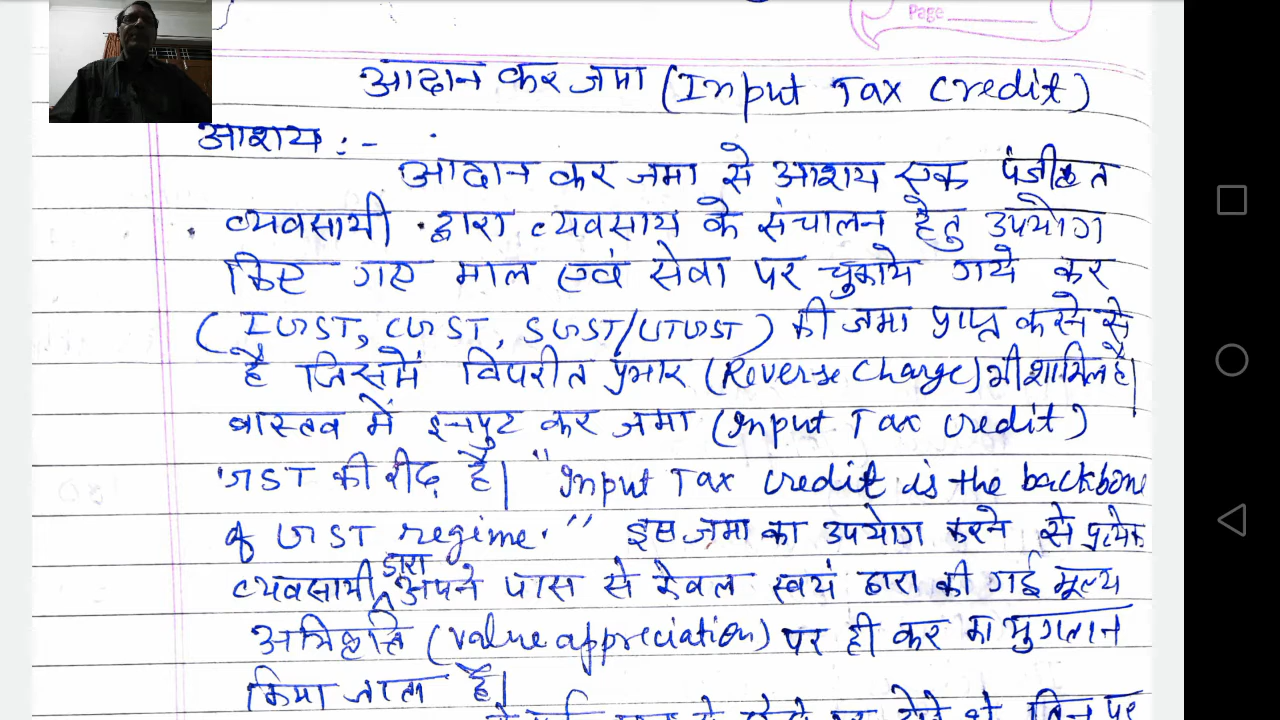 Page
आदान कर जमा (Input Tax Credit)
आशय :-
आदान कर जमा से आशय एक पंजीकृत
व्यवसायी द्वारा व्यवसाय के संचालन हेतु उपयोग
किए गए माल एवं सेवा पर चुकाये गये कर
(IGST, CGST, SGST/UTGST) की जमा प्राप्त करने से
है जिसमें विपरीत प्रभार (Reverse Charge) भी शामिल है।
वास्तव में इनपुट कर जमा (Input Tax Credit)
GST की रीढ़ है। "Input Tax Credit is the backbone
of GST regime." इस जमा का उपयोग करने से प्रत्येक
व्यवसायी द्वारा अपने पास से केवल स्वयं द्वारा की गई मूल्य
अभिवृत्ति (Value appreciation) पर ही कर का भुगतान
किया जाता है।